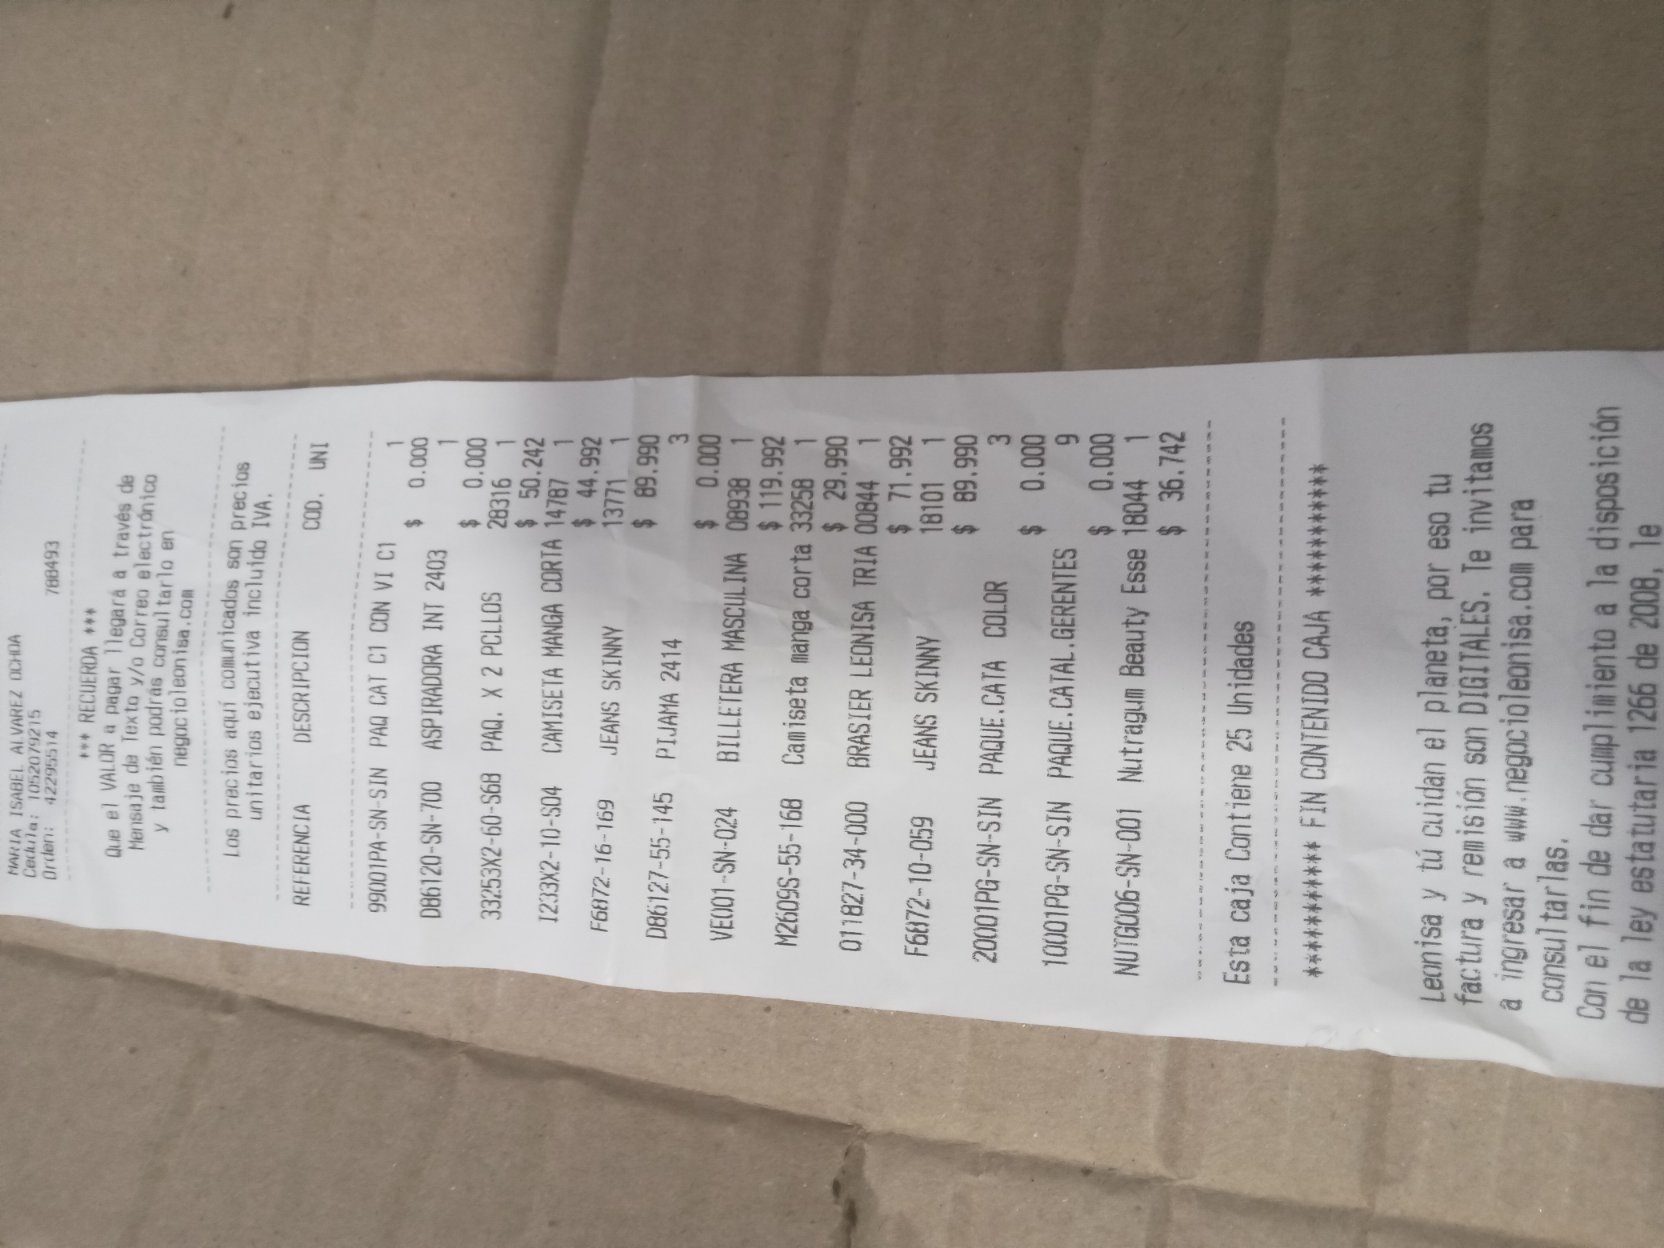 MARIA ISABEL ALVAREZ OCHOA
Cedula: 1052079215
Orden: 42295514 788493
*** RECUERDA ***
Que el VALOR a pagar llegará a través de
Mensaje de Texto y/o Correo electrónico
y también podrás consultarlo en
negocioleonisa.com
Los precios aquí comunicados son precios
unitarios ejecutiva incluido IVA.
REFERENCIA DESCRIPCION COD. UNI
99001PA-SN-SIN PAQ CAT C1 CON VI C1 1
$ 0.000
D86120-SN-700 ASPIRADORA INT 2403 1
$ 0.000
33253X2-60-S6B PAQ. X 2 PCLLOS 28316 1
$ 50.242
I233X2-10-S04 CAMISETA MANGA CORTA 14787 1
$ 44.992
F6872-16-169 JEANS SKINNY 13771 1
$ 89.990
D86127-55-145 PIJAMA 2414 3
$ 0.000
VE001-SN-024 BILLETERA MASCULINA 08938 1
$ 119.992
M2609S-55-168 Camiseta manga corta 33258 1
$ 29.990
011827-34-000 BRASIER LEONISA TRIA 00844 1
$ 71.992
F6872-10-059 JEANS SKINNY 18101 1
$ 89.990
20001PG-SN-SIN PAQUE.CATA COLOR 3
$ 0.000
10001PG-SN-SIN PAQUE.CATAL.GERENTES 9
$ 0.000
NUTG006-SN-001 Nutragum Beauty Esse 18044 1
$ 36.742
Esta caja Contiene 25 Unidades
********* FIN CONTENIDO CAJA *********
Leonisa y tú cuidan el planeta, por eso tu
factura y remisión son DIGITALES. Te invitamos
a ingresar a www.negocioleonisa.com para
consultarlas.
Con el fin de dar cumplimiento a la disposición
de la ley estatutaria 1266 de 2008, le